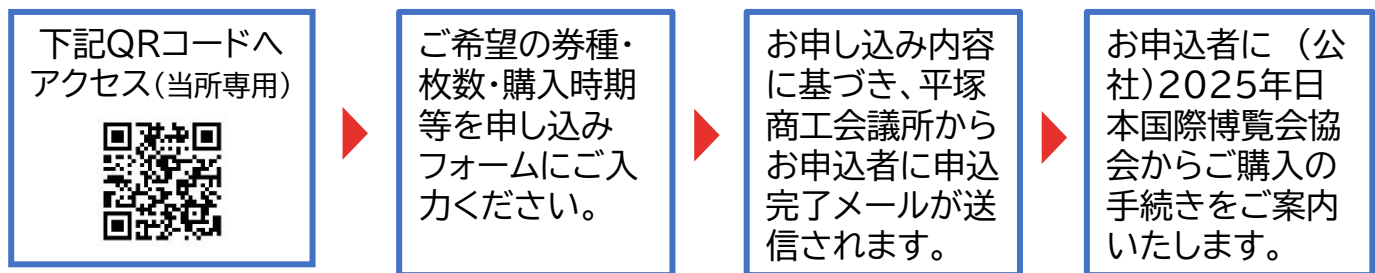 下記QRコードへ
アクセス(当所専用)
ご希望の券種・
枚数・購入時期
等を申し込み
フォームにご入
力ください。
お申し込み内容
に基づき、平塚
商工会議所から
お申込者に申込
完了メールが送
信されます。
お申込者に（公
社)2025年日
本国際博覧会協
会からご購入の
手続きをご案内
いたします。